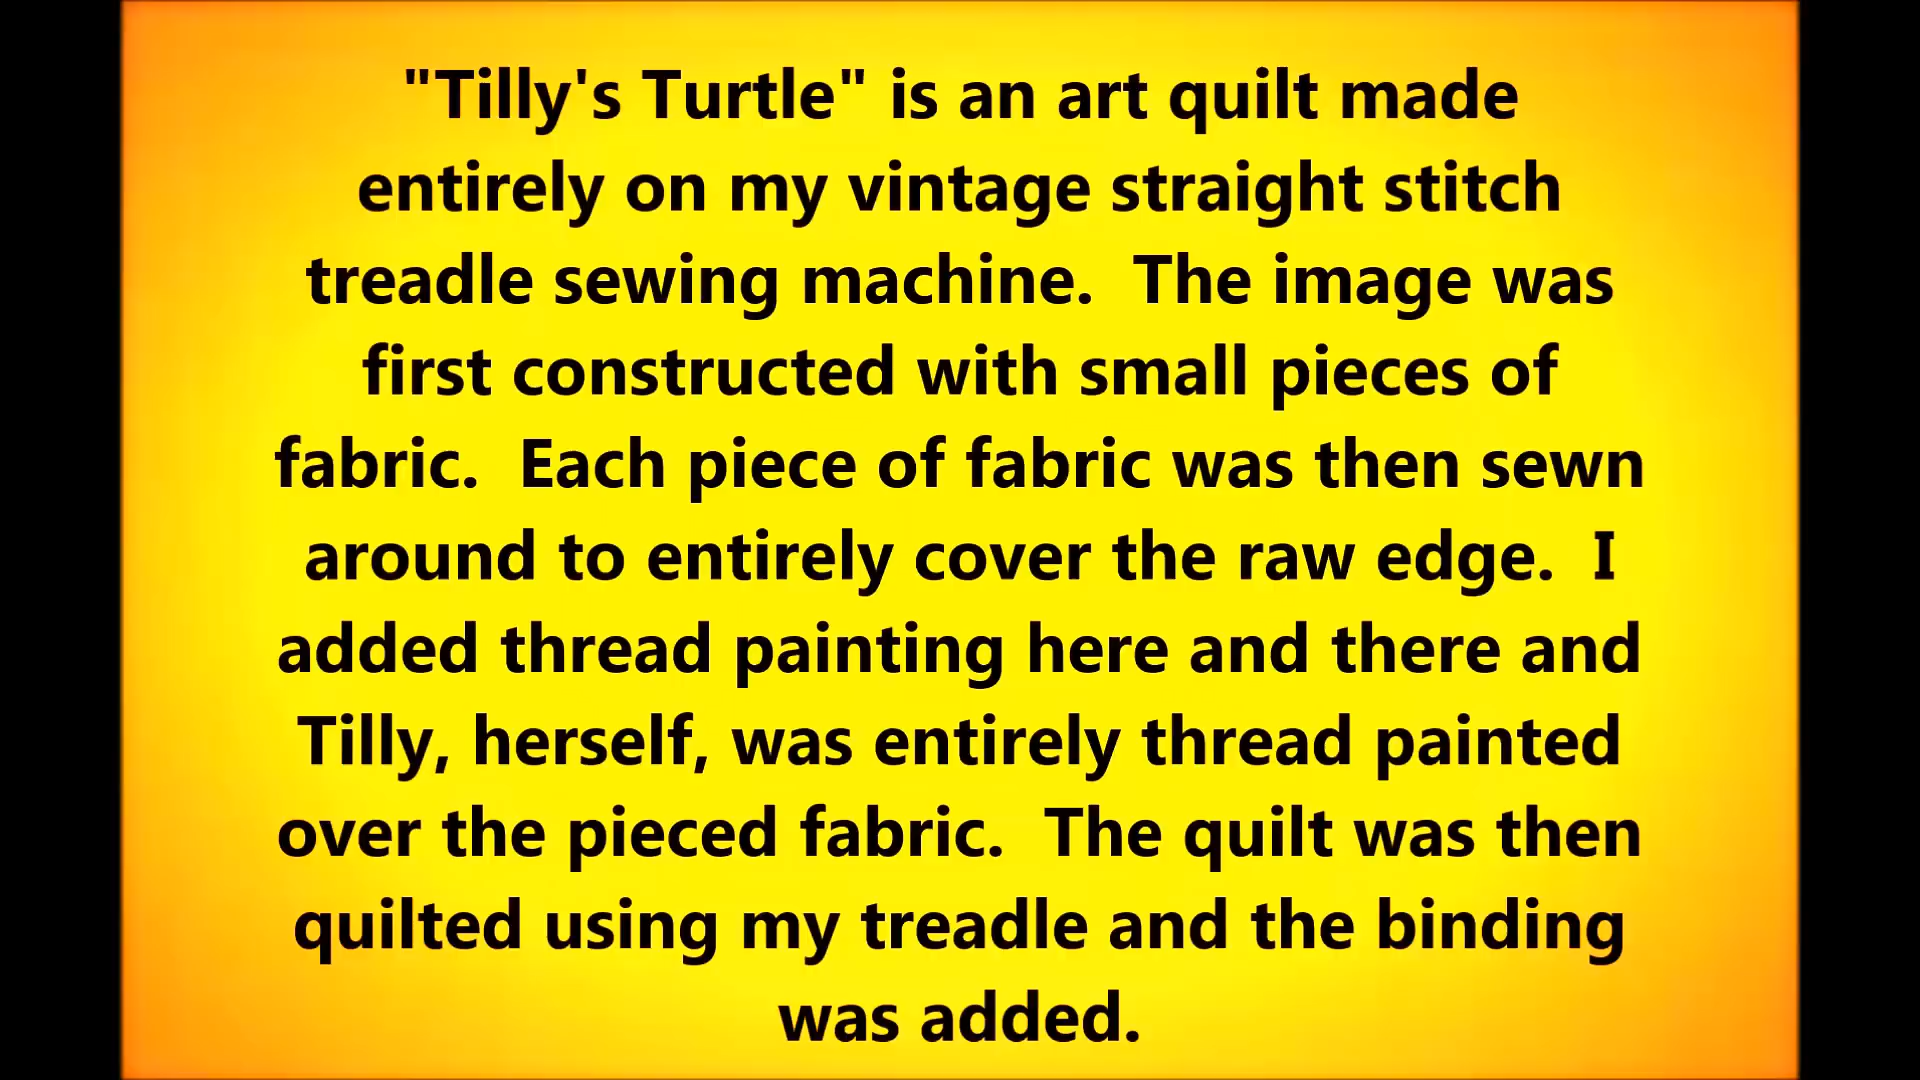 "Tilly's Turtle" is an art quilt made
entirely on my vintage straight stitch
treadle sewing machine.  The image was
first constructed with small pieces of
fabric.  Each piece of fabric was then sewn
around to entirely cover the raw edge.  I
added thread painting here and there and
Tilly, herself, was entirely thread painted
over the pieced fabric.  The quilt was then
quilted using my treadle and the binding
was added.